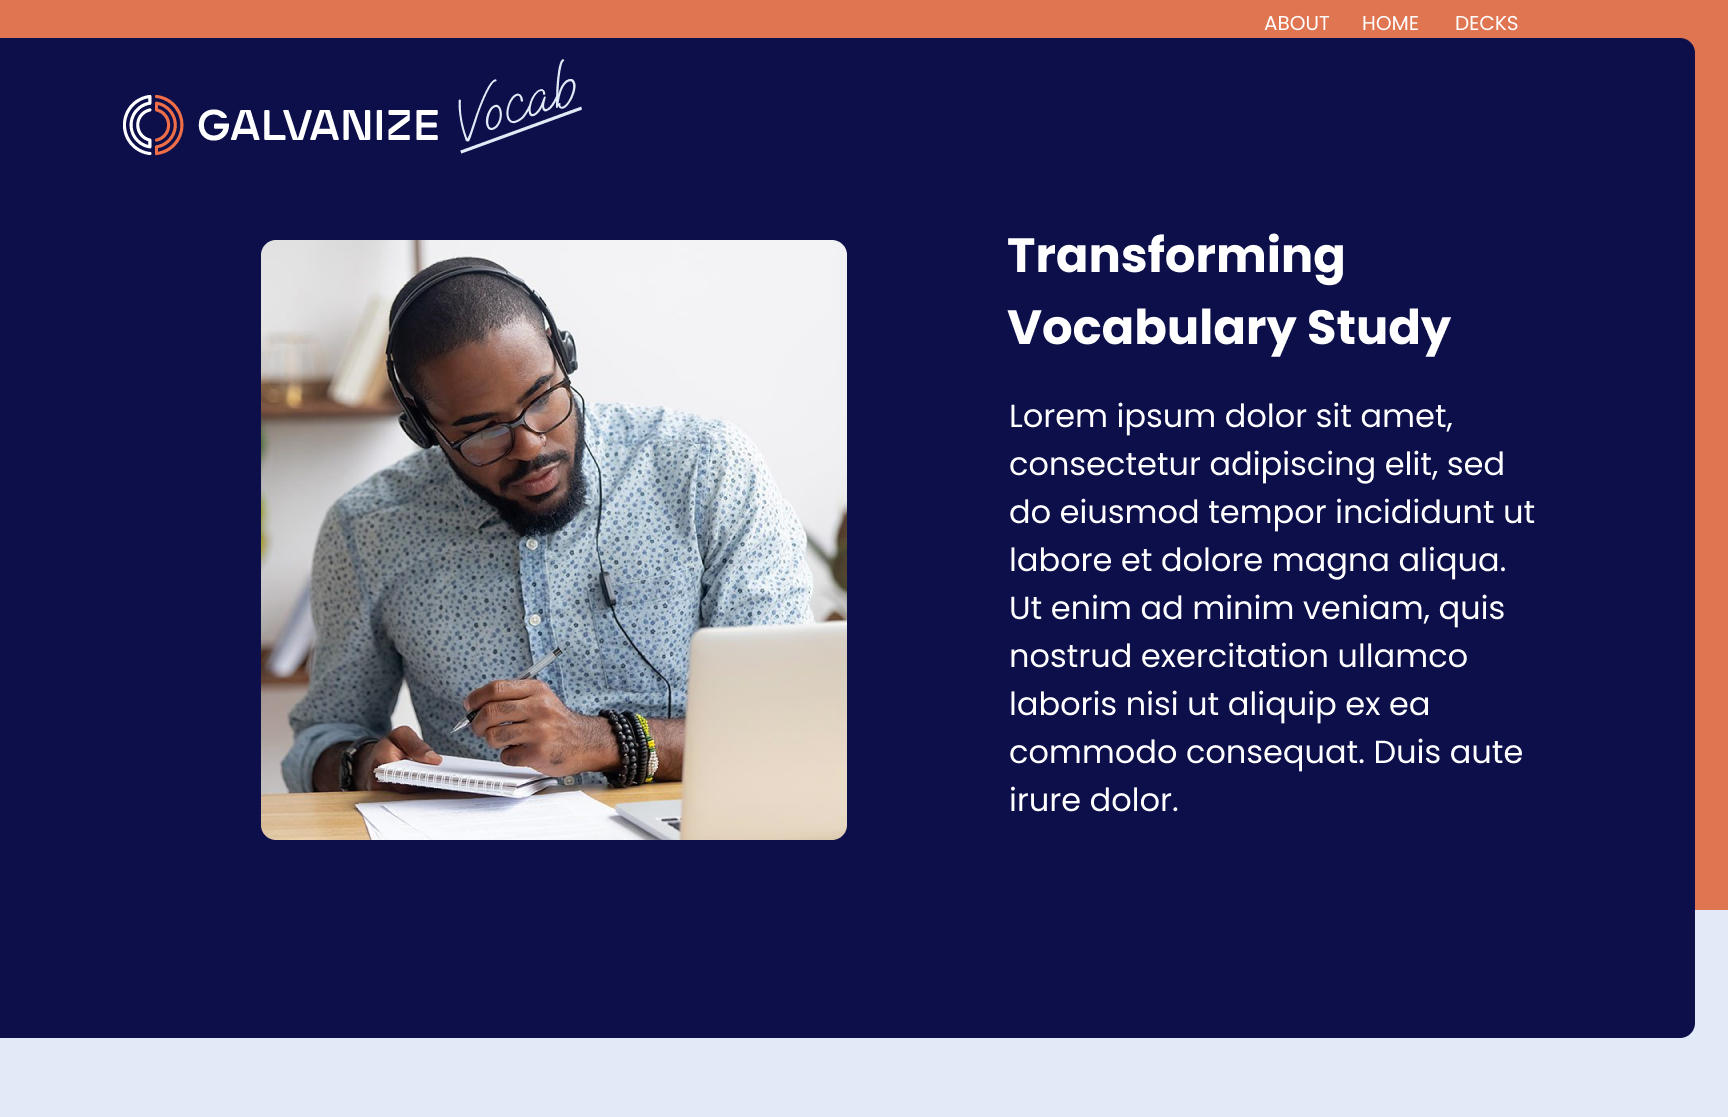 ABOUT HOME DECKS
GALVANIZE Vocab
Transforming
Vocabulary Study
Lorem ipsum dolor sit amet,
consectetur adipiscing elit, sed
do eiusmod tempor incididunt ut
labore et dolore magna aliqua.
Ut enim ad minim veniam, quis
nostrud exercitation ullamco
laboris nisi ut aliquip ex ea
commodo consequat. Duis aute
irure dolor.